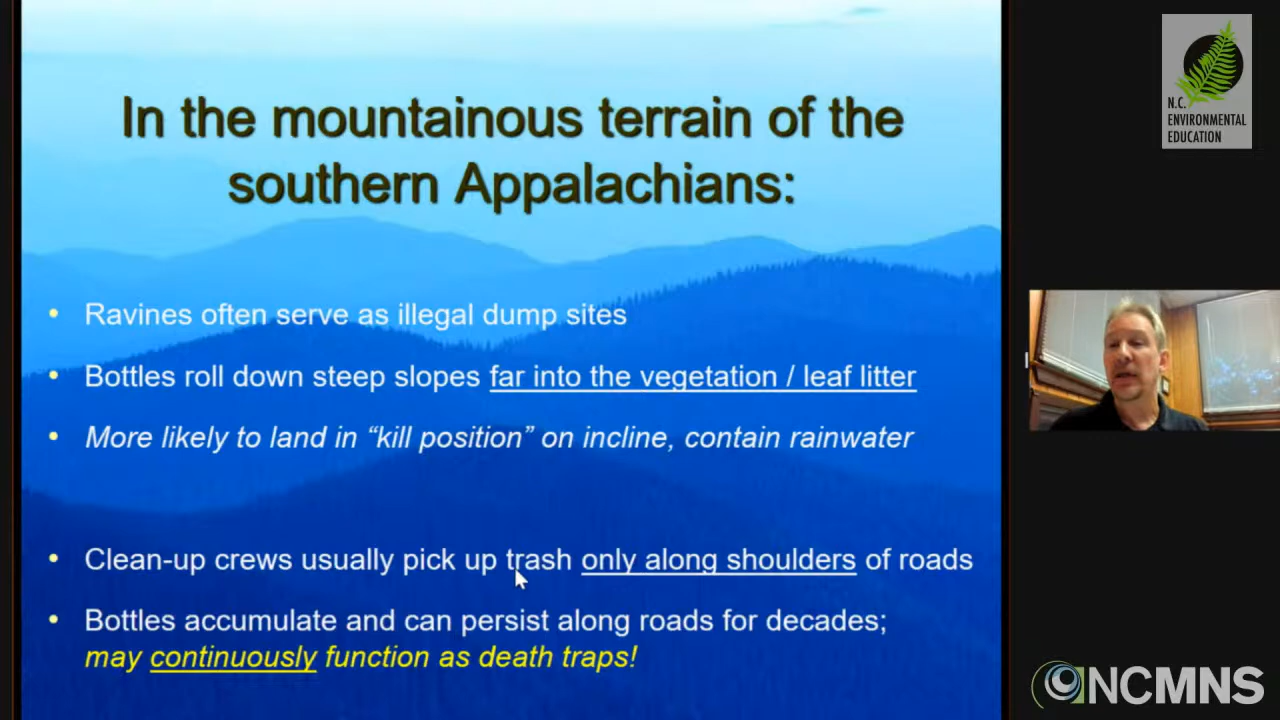 In the mountainous terrain of the
southern Appalachians:
• Ravines often serve as illegal dump sites
• Bottles roll down steep slopes far into the vegetation / leaf litter
• More likely to land in “kill position” on incline, contain rainwater
• Clean-up crews usually pick up trash only along shoulders of roads
• Bottles accumulate and can persist along roads for decades;
may continuously function as death traps!
N.C.
ENVIRONMENTAL
EDUCATION
NCMNS